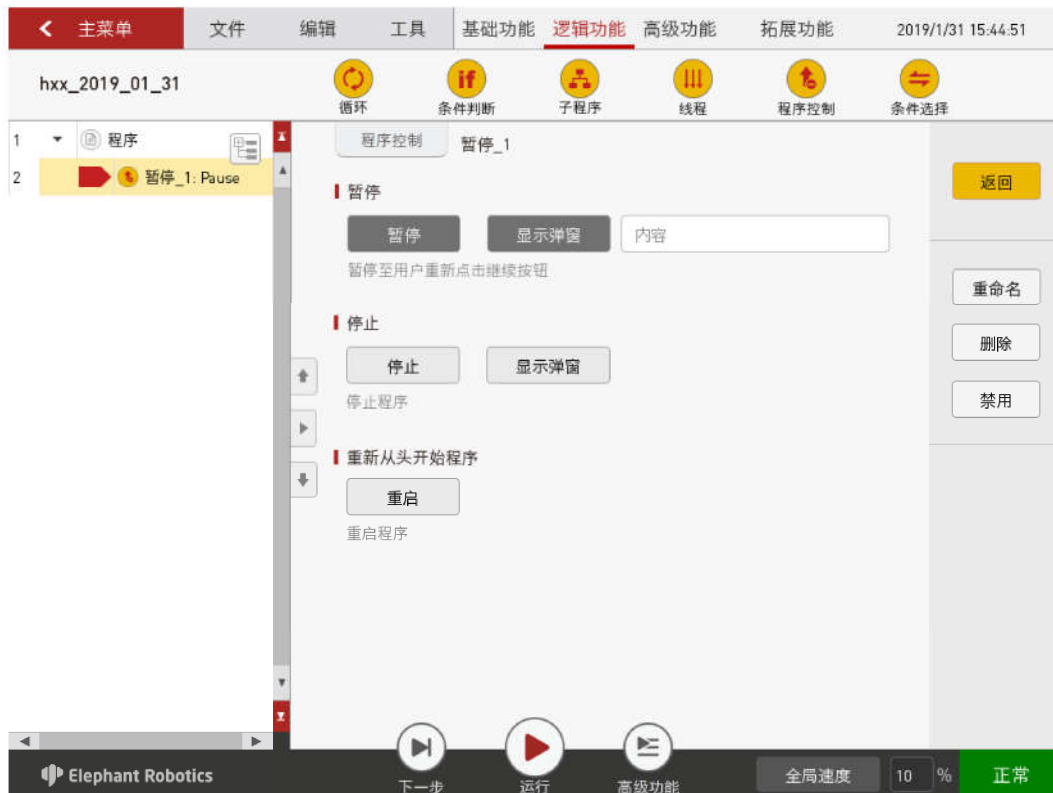 主菜单 文件 编辑 工具 基础功能 逻辑功能 高级功能 拓展功能 2019/1/31 15:44:51
hxx_2019_01_31
循环 条件判断 子程序 线程 程序控制 条件选择
if
1 程序
2 暂停_1: Pause
程序控制 暂停_1
返回
暂停
暂停 显示弹窗 内容
暂停至用户重新点击继续按钮
重命名
停止
删除
停止 显示弹窗
停止程序
禁用
重新从头开始程序
重启
重启程序
Elephant Robotics
下一步 运行 高级功能
全局速度 10 % 正常